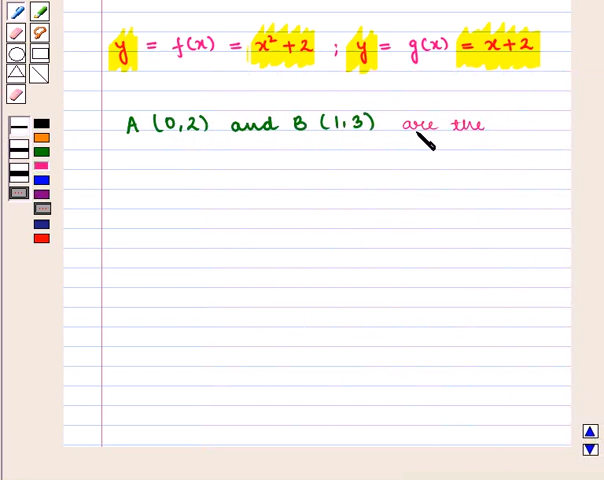 y = f(x) = x² + 2 ; y = g(x) = x + 2
A (0,2) and B (1,3) are the